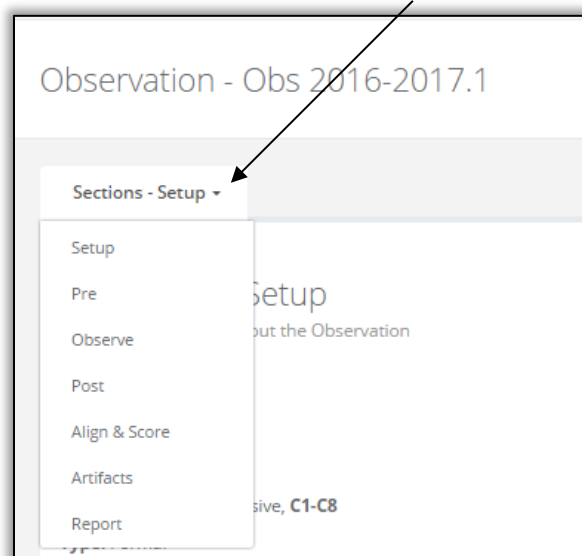 Observation - Obs 2016-2017.1
Sections - Setup
Setup
Pre
Setup
Observe
out the Observation
Post
Align & Score
Artifacts
sive, C1-C8
Report